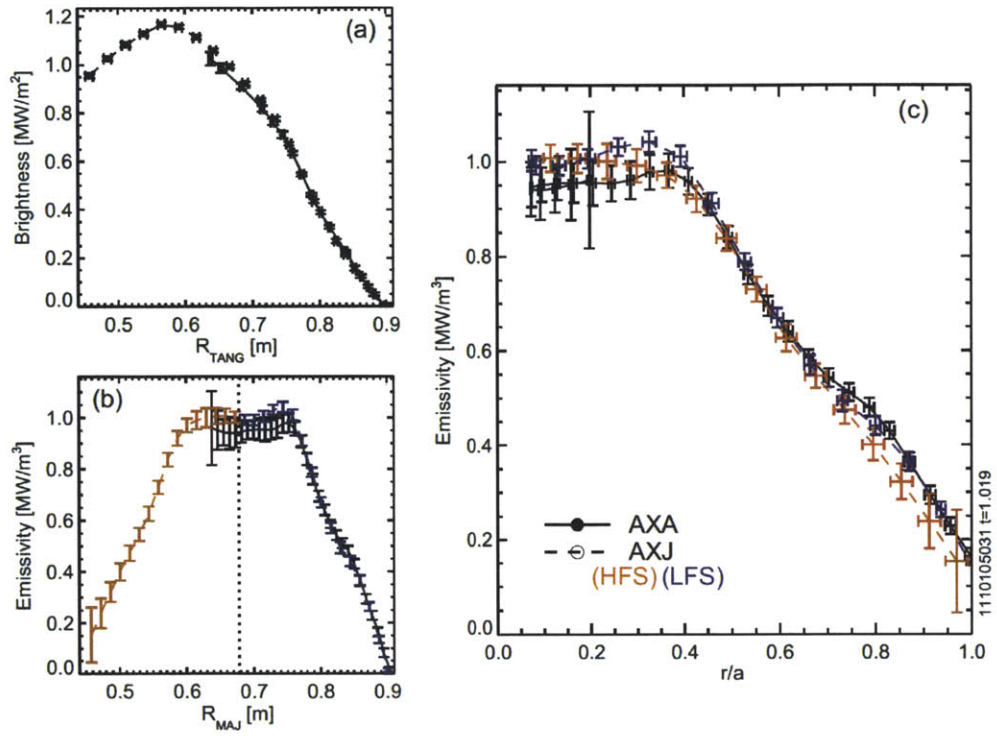 (a)
Brightness [MW/m²]
1.2
1.0
0.8
0.6
0.4
0.2
0.0
0.5 0.6 0.7 0.8 0.9
R_TANG [m]
(b)
Emissivity [MW/m³]
1.0
0.8
0.6
0.4
0.2
0.0
0.5 0.6 0.7 0.8 0.9
R_MAJ [m]
(c)
Emissivity [MW/m³]
1.0
0.8
0.6
0.4
0.2
0.0
0.0 0.2 0.4 0.6 0.8 1.0
r/a
AXA
AXJ
(HFS) (LFS)
1110105031 t=1.019